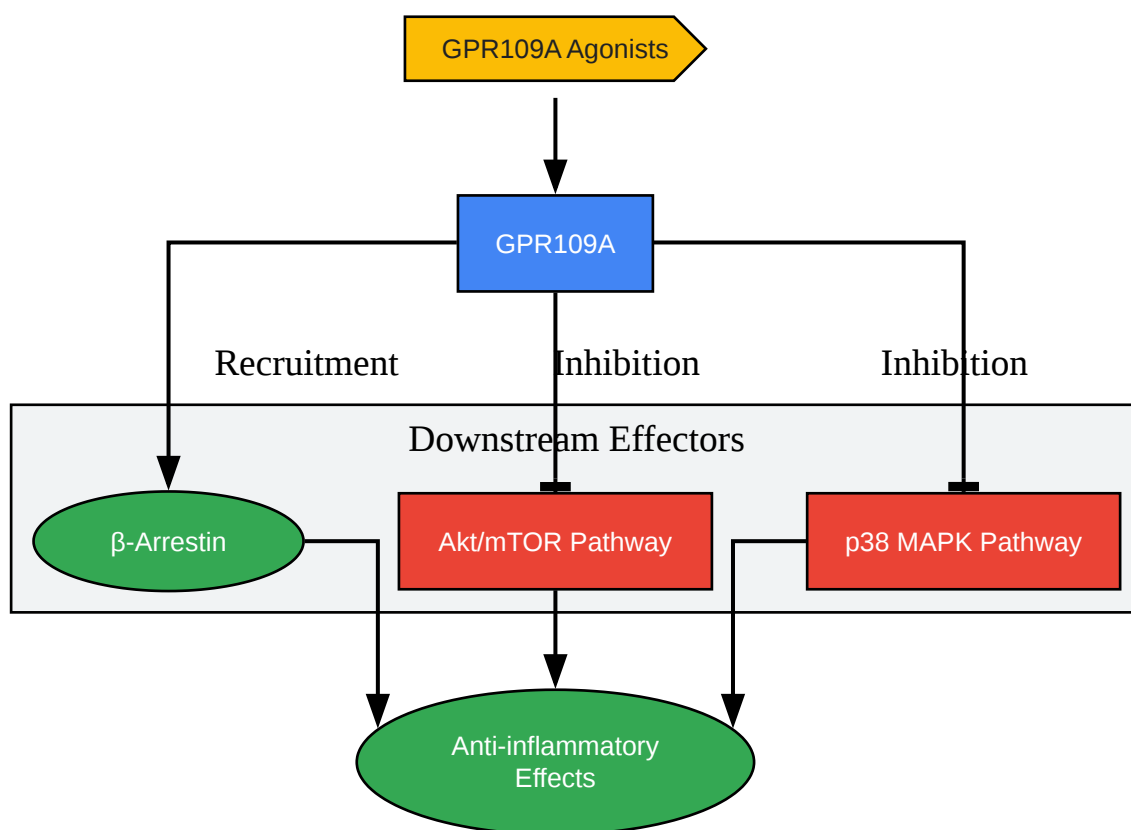 GPR109A Agonists
GPR109A
Recruitment
Inhibition
Inhibition
Downstream Effectors
β-Arrestin
Akt/mTOR Pathway
p38 MAPK Pathway
Anti-inflammatory
Effects